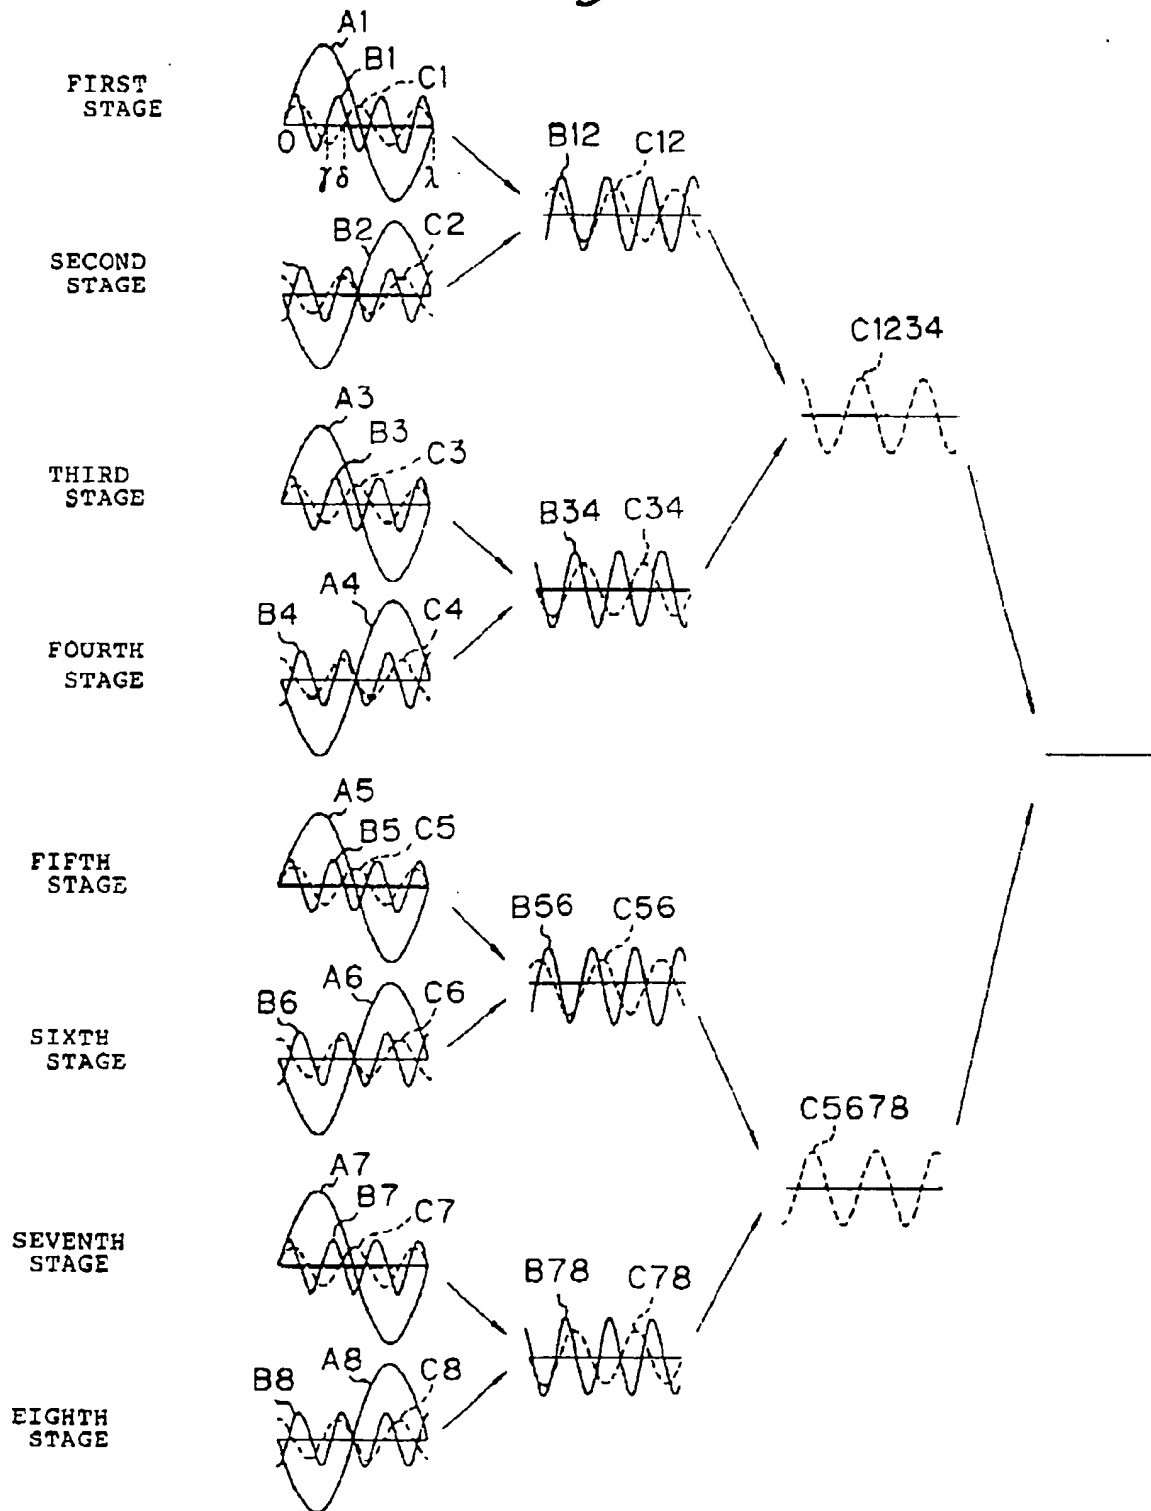 A1
B1
C1
FIRST
STAGE
O
γ δ
λ
B12
C12
B2
C2
SECOND
STAGE
C1234
A3
B3
C3
THIRD
STAGE
B34
C34
A4
B4
C4
FOURTH
STAGE
A5
B5
C5
FIFTH
STAGE
B56
C56
A6
B6
C6
SIXTH
STAGE
C5678
A7
B7
C7
SEVENTH
STAGE
B78
C78
A8
B8
C8
EIGHTH
STAGE